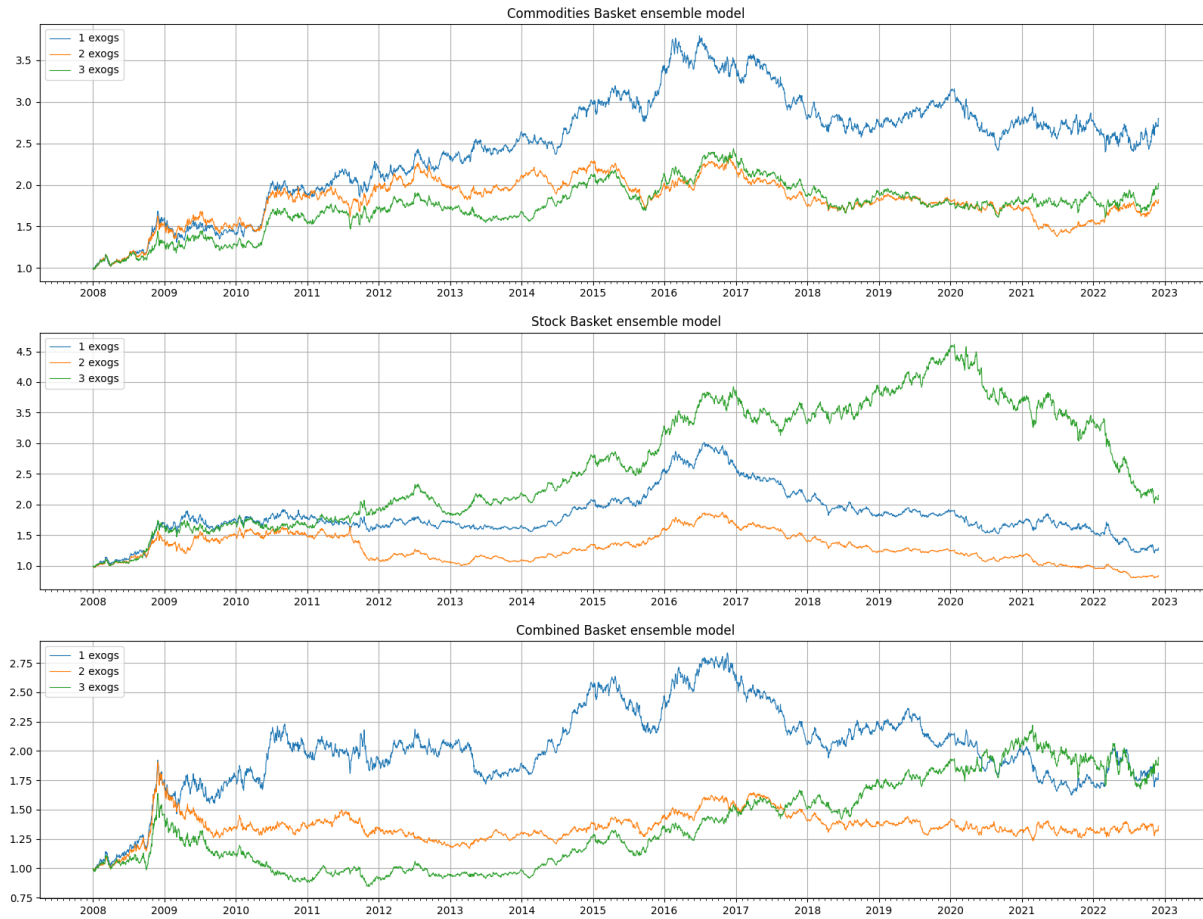 Commodities Basket ensemble model
1 exogs
2 exogs
3 exogs
3.5
3.0
2.5
2.0
1.5
1.0
2008 2009 2010 2011 2012 2013 2014 2015 2016 2017 2018 2019 2020 2021 2022 2023
Stock Basket ensemble model
1 exogs
2 exogs
3 exogs
4.5
4.0
3.5
3.0
2.5
2.0
1.5
1.0
2008 2009 2010 2011 2012 2013 2014 2015 2016 2017 2018 2019 2020 2021 2022 2023
Combined Basket ensemble model
1 exogs
2 exogs
3 exogs
2.75
2.50
2.25
2.00
1.75
1.50
1.25
1.00
0.75
2008 2009 2010 2011 2012 2013 2014 2015 2016 2017 2018 2019 2020 2021 2022 2023